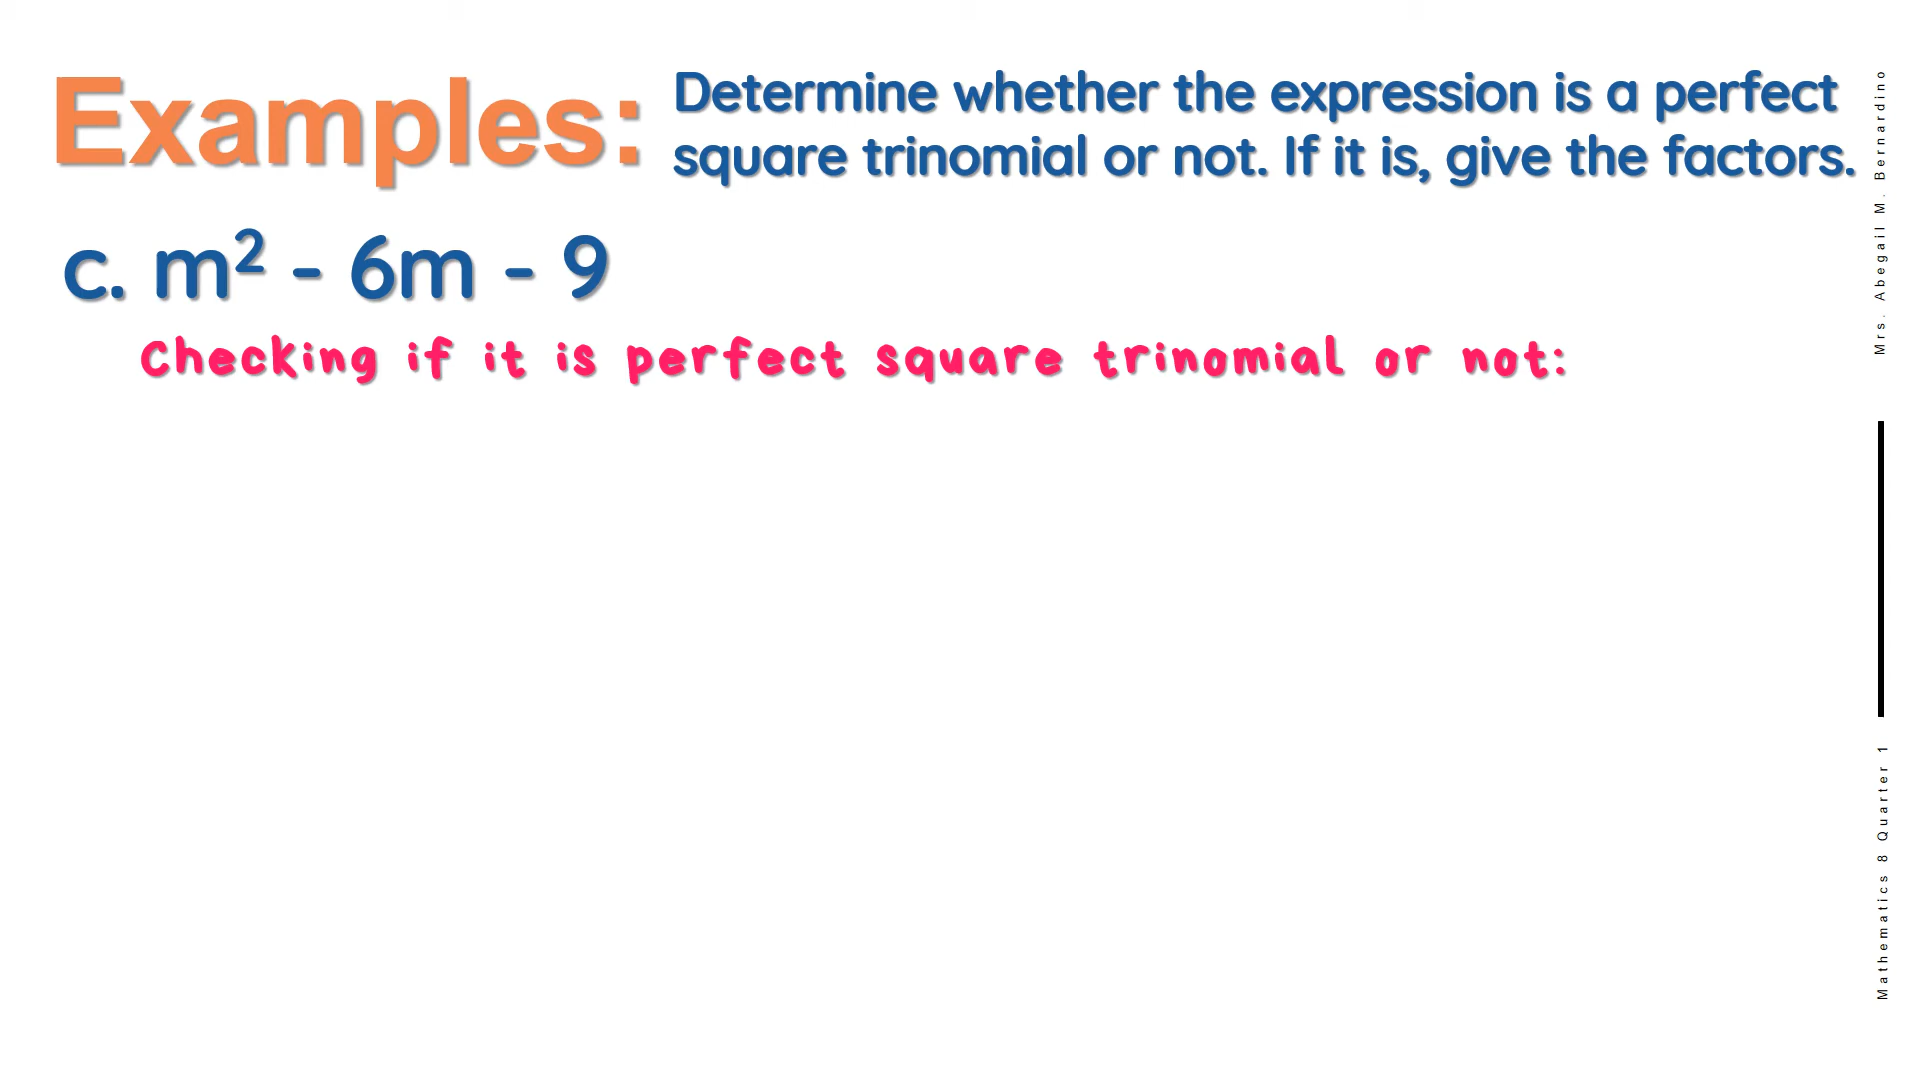 Examples:
Determine whether the expression is a perfect
square trinomial or not. If it is, give the factors.
c. m² - 6m - 9
Checking if it is perfect square trinomial or not:
Mrs. Abegail M. Bernardino
Mathematics 8 Quarter 1